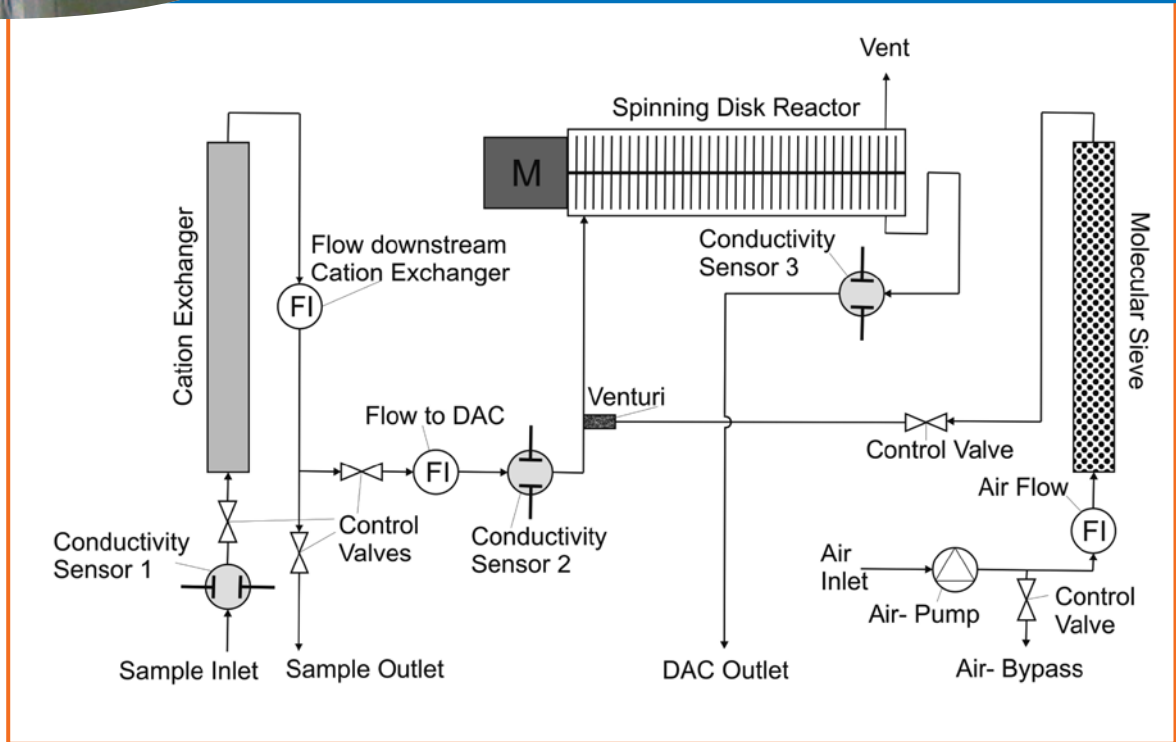 Vent
Spinning Disk Reactor
M
Cation Exchanger
Flow downstream
Cation Exchanger
FI
Conductivity
Sensor 3
Molecular Sieve
Venturi
Flow to DAC
FI
Control Valve
Air Flow
FI
Conductivity
Sensor 1
Control
Valves
Conductivity
Sensor 2
Air
Inlet
Air- Pump
Control
Valve
Sample Inlet
Sample Outlet
DAC Outlet
Air- Bypass